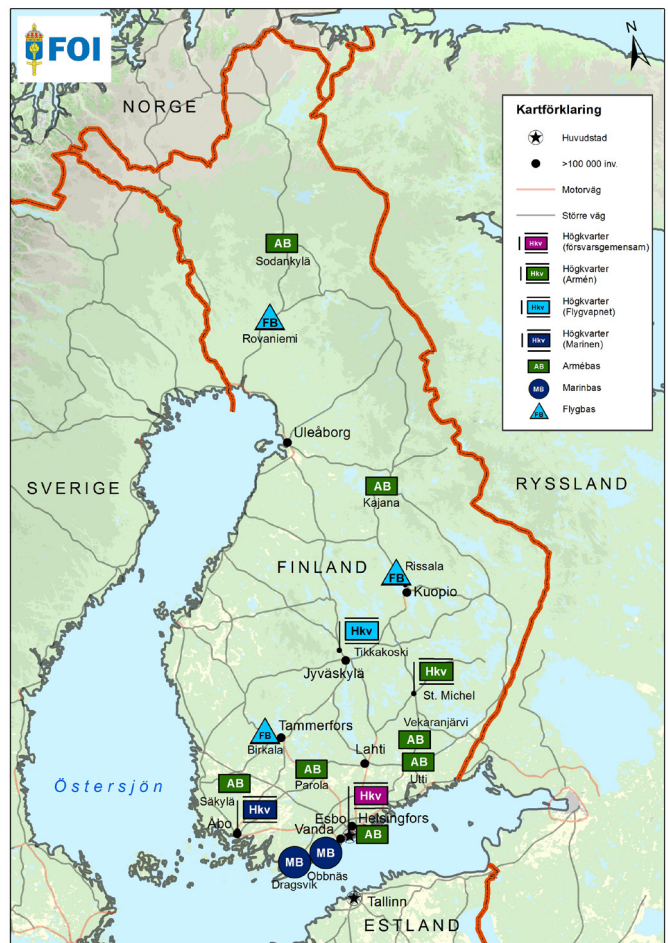 FOI
N
NORGE
Kartförklaring
Huvudstad
>100 000 inv.
Motorväg
Större väg
Hkv
Högkvarter
(försvarsgemensam)
Hkv
Högkvarter
(Armén)
Hkv
Högkvarter
(Flygvapnet)
Hkv
Högkvarter
(Marinen)
AB
Armébas
MB
Marinbas
FB
Flygbas
AB
Sodankylä
FB
Rovaniemi
Uleåborg
SVERIGE
AB
Kajana
RYSSLAND
FINLAND
Rissala
FB
Kuopio
Hkv
Tikkakoski
Jyväskylä
Hkv
St. Michel
Vekaranjärvi
AB
Tammerfors
FB
Birkala
Lahti
AB
Utti
AB
Parola
Östersjön
AB
Säkylä
Hkv
Åbo
Hkv
Esbo
Helsingfors
Vanda
AB
MB
Obbnäs
MB
Dragsvik
Tallinn
ESTLAND